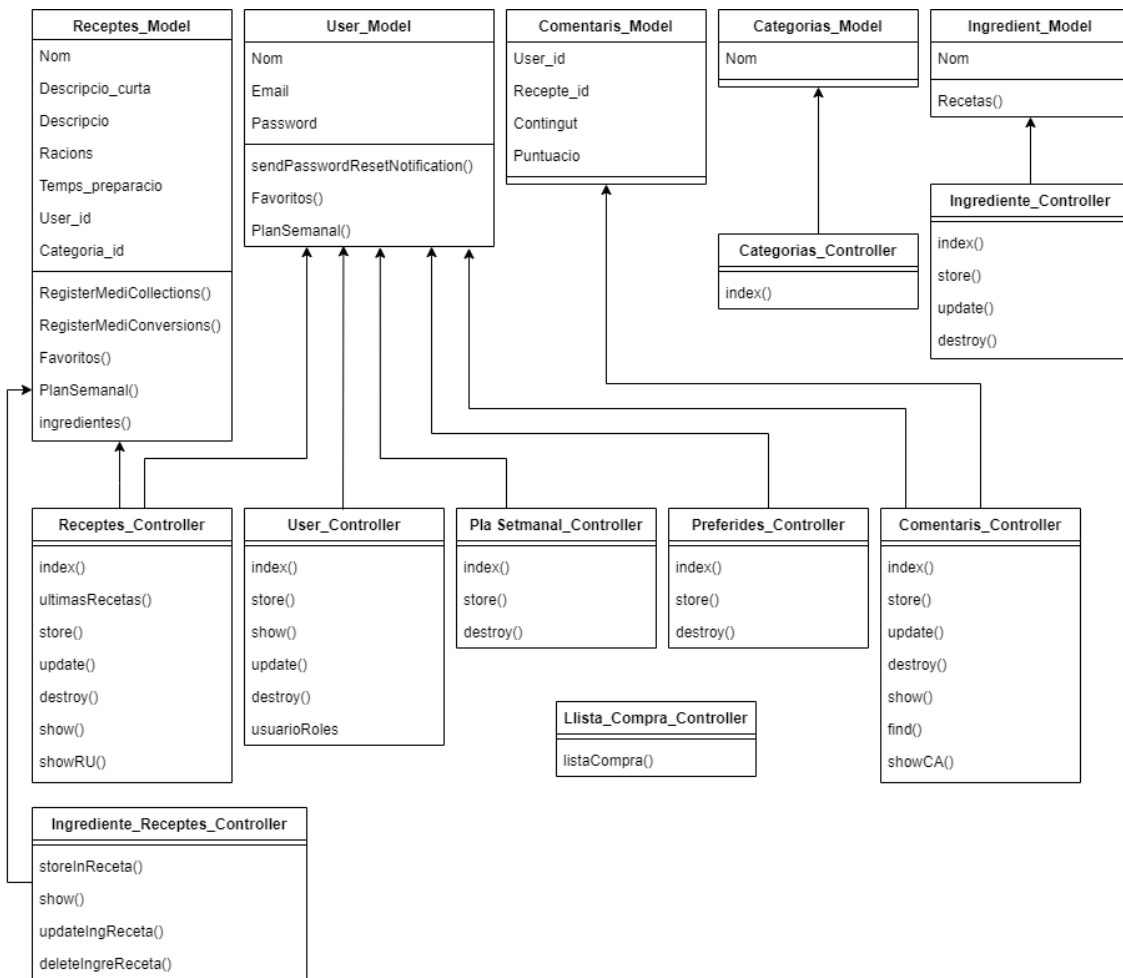 Receptes_Model
Nom
Descripcio_curta
Descripcio
Racions
Temps_preparacio
User_id
Categoria_id
RegisterMediCollections()
RegisterMediConversions()
Favoritos()
PlanSemanal()
ingredientes()
User_Model
Nom
Email
Password
sendPasswordResetNotification()
Favoritos()
PlanSemanal()
Comentaris_Model
User_id
Recepte_id
Contingut
Puntuacio
Categorias_Model
Nom
Ingredient_Model
Nom
Recetas()
Categorias_Controller
index()
Ingrediente_Controller
index()
store()
update()
destroy()
Receptes_Controller
index()
ultimasRecetas()
store()
update()
destroy()
show()
showRU()
User_Controller
index()
store()
show()
update()
destroy()
usuarioRoles
Pla Setmanal_Controller
index()
store()
destroy()
Preferides_Controller
index()
store()
destroy()
Comentaris_Controller
index()
store()
update()
destroy()
show()
find()
showCA()
Llista_Compra_Controller
listaCompra()
Ingrediente_Receptes_Controller
storeInReceta()
show()
updateIngReceta()
deleteIngreReceta()